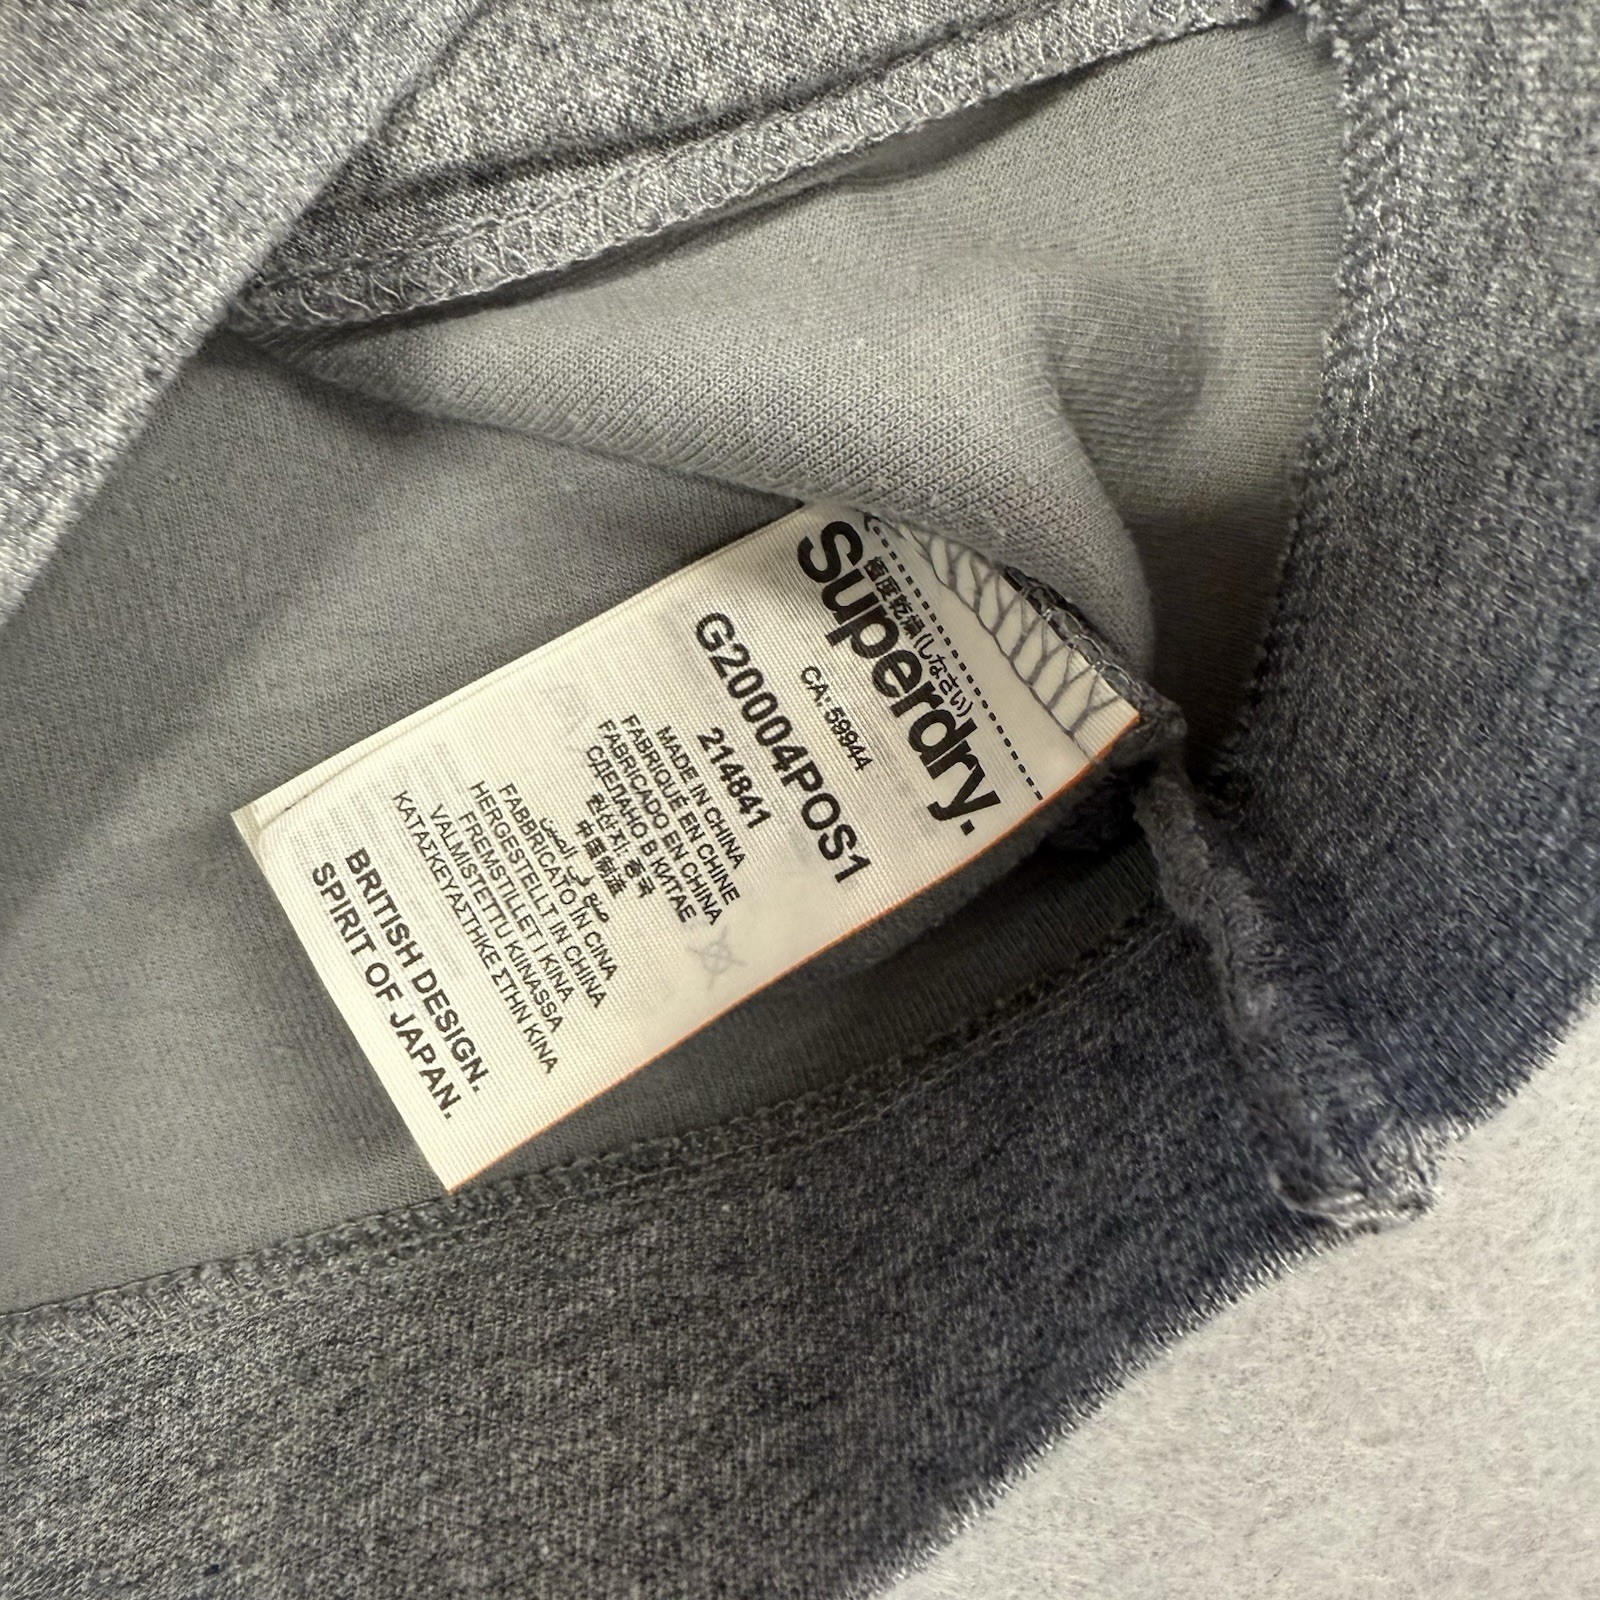 極度乾燥(しなさい)
Superdry.
CA: 59944
G20004POS1
214841
MADE IN CHINA
FABRIQUÉ EN CHINE
FABRICADO EN CHINA
СДЕЛАНО В КИТАЕ
원산지: 중국
中国制造
صنع في الصين
FABBRICATO IN CINA
HERGESTELLT IN CHINA
FREMSTILLET I KINA
VALMISTETTU KIINASSA
ΚΑΤΑΣΚΕΥΑΣΤΗΚΕ ΣΤΗΝ ΚΙΝΑ
BRITISH DESIGN.
SPIRIT OF JAPAN.